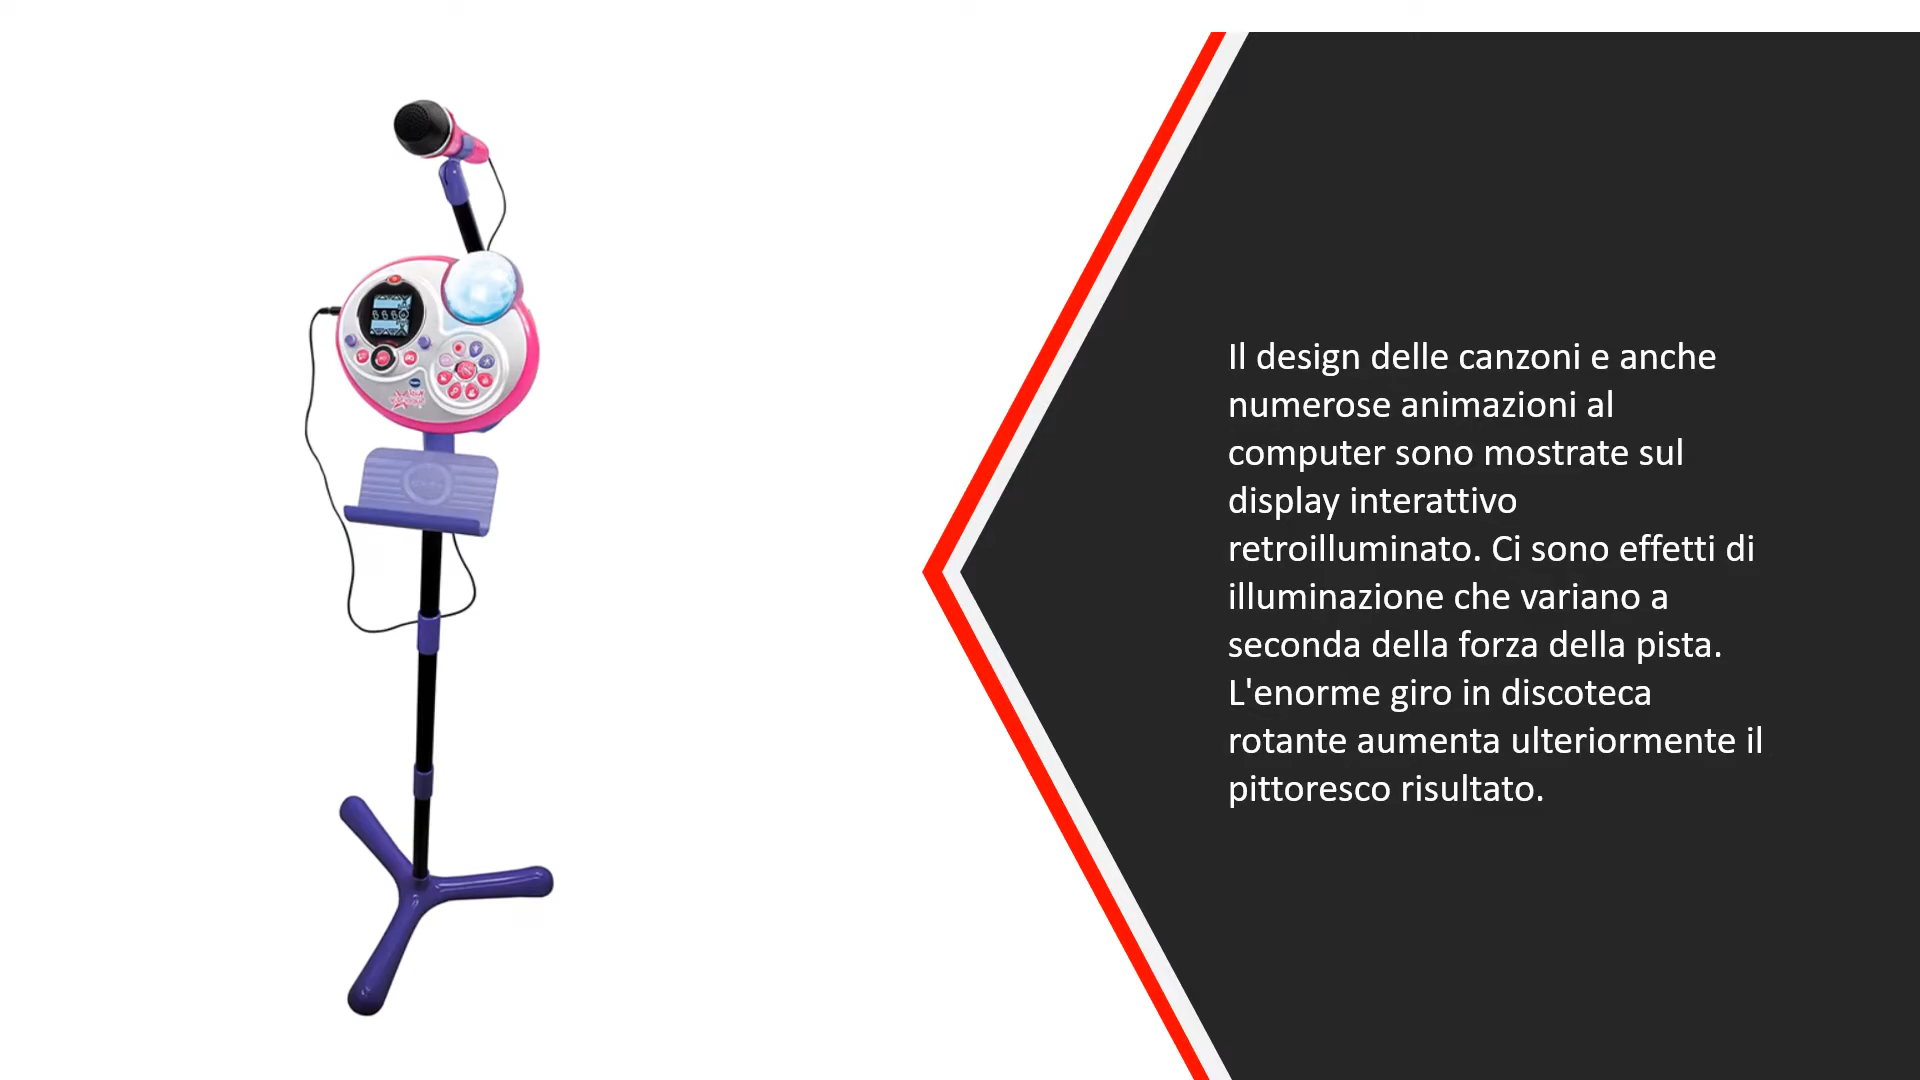 Il design delle canzoni e anche
numerose animazioni al
computer sono mostrate sul
display interattivo
retroilluminato. Ci sono effetti di
illuminazione che variano a
seconda della forza della pista.
L'enorme giro in discoteca
rotante aumenta ulteriormente il
pittoresco risultato.